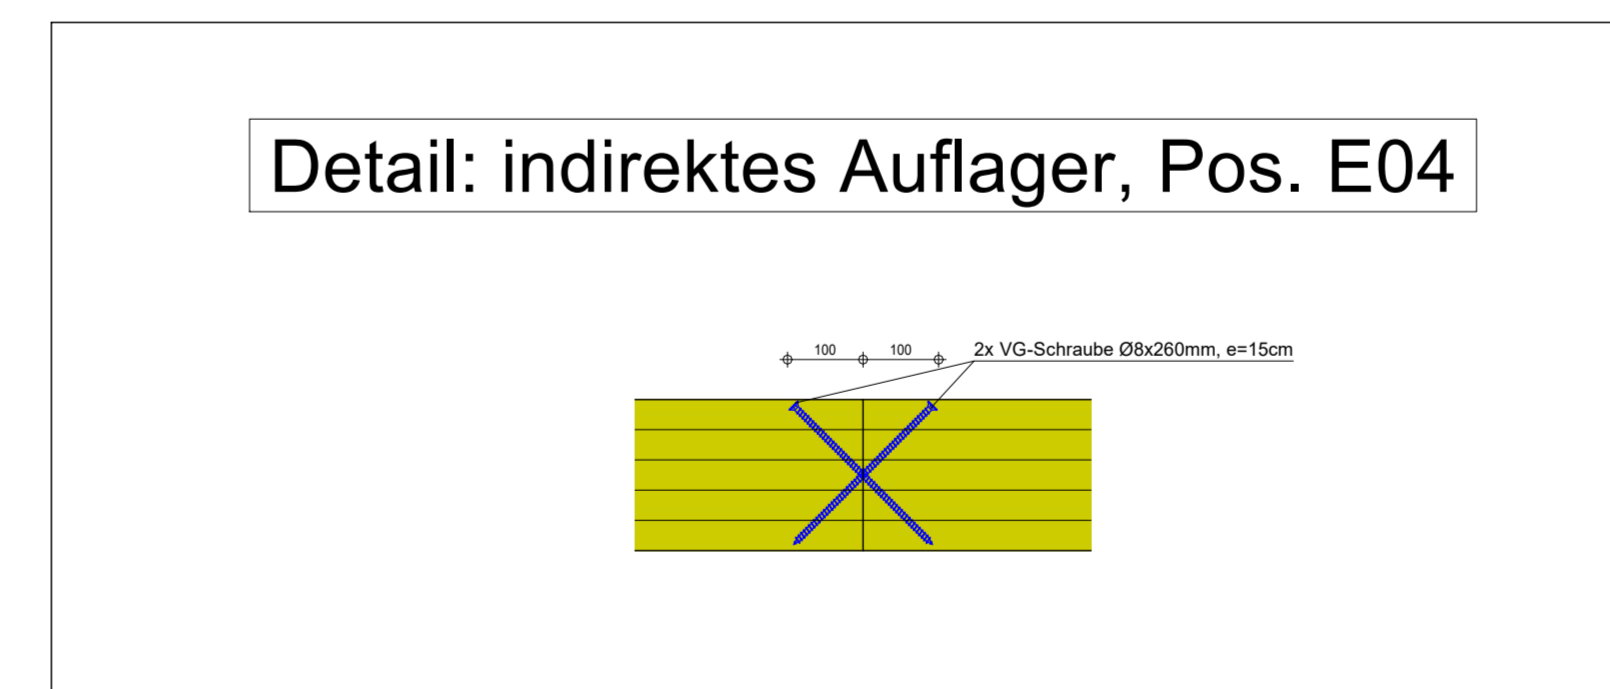 Detail: indirektes Auflager, Pos. E04
100 100 2x VG-Schraube Ø8x260mm, e=15cm